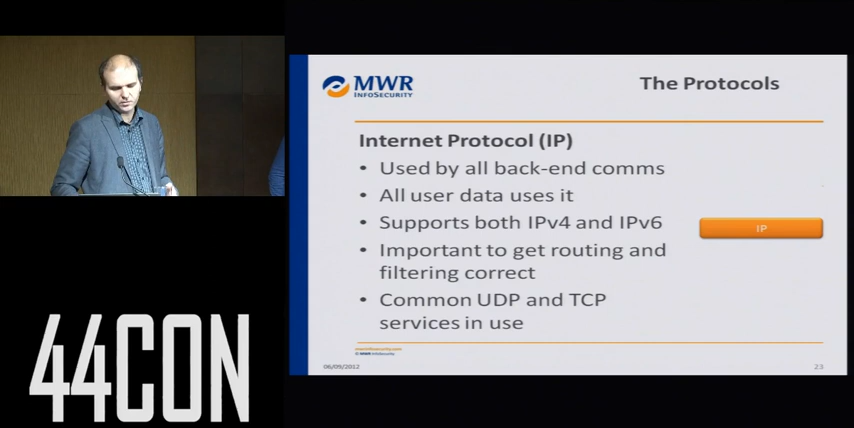 MWR
INFOSECURITY
The Protocols
Internet Protocol (IP)
• Used by all back-end comms
• All user data uses it
• Supports both IPv4 and IPv6
IP
• Important to get routing and
filtering correct
• Common UDP and TCP
services in use
© MWR InfoSecurity
06/09/2012
23
44CON